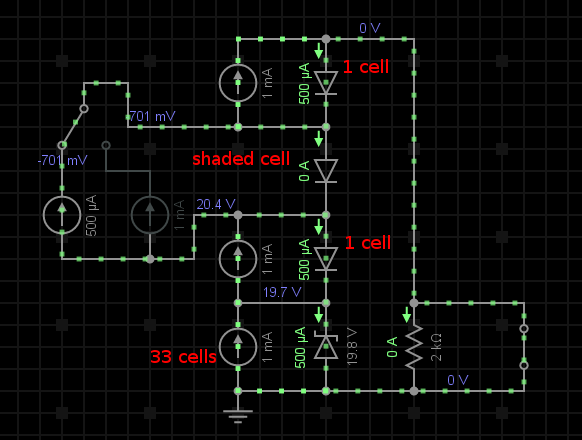 0 V
1 cell
1 mA
500 µA
-701 mV
-701 mV
shaded cell
0 A
20.4 V
500 µA
1 mA
1 mA
500 µA
1 cell
19.7 V
33 cells
1 mA
500 µA
19.8 V
0 A
2 kΩ
0 V